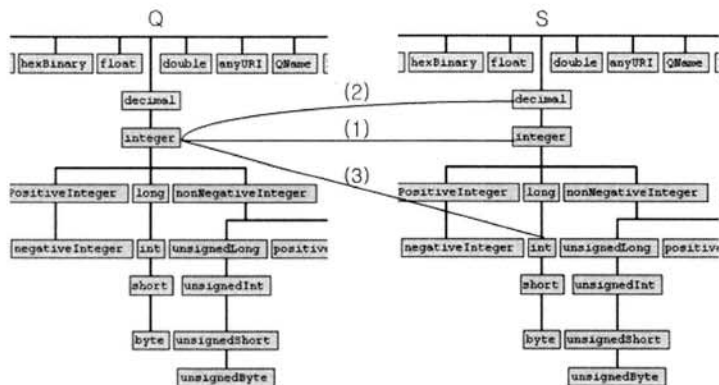 Q S
hexBinary float double anyURI QName hexBinary float double anyURI QName
decimal (2) decimal
integer (1) integer
(3)
PositiveInteger long nonNegativeInteger PositiveInteger long nonNegativeInteger
negativeInteger int unsignedLong positive negativeInteger int unsignedLong positive
short unsignedInt short unsignedInt
byte unsignedShort byte unsignedShort
unsignedByte unsignedByte